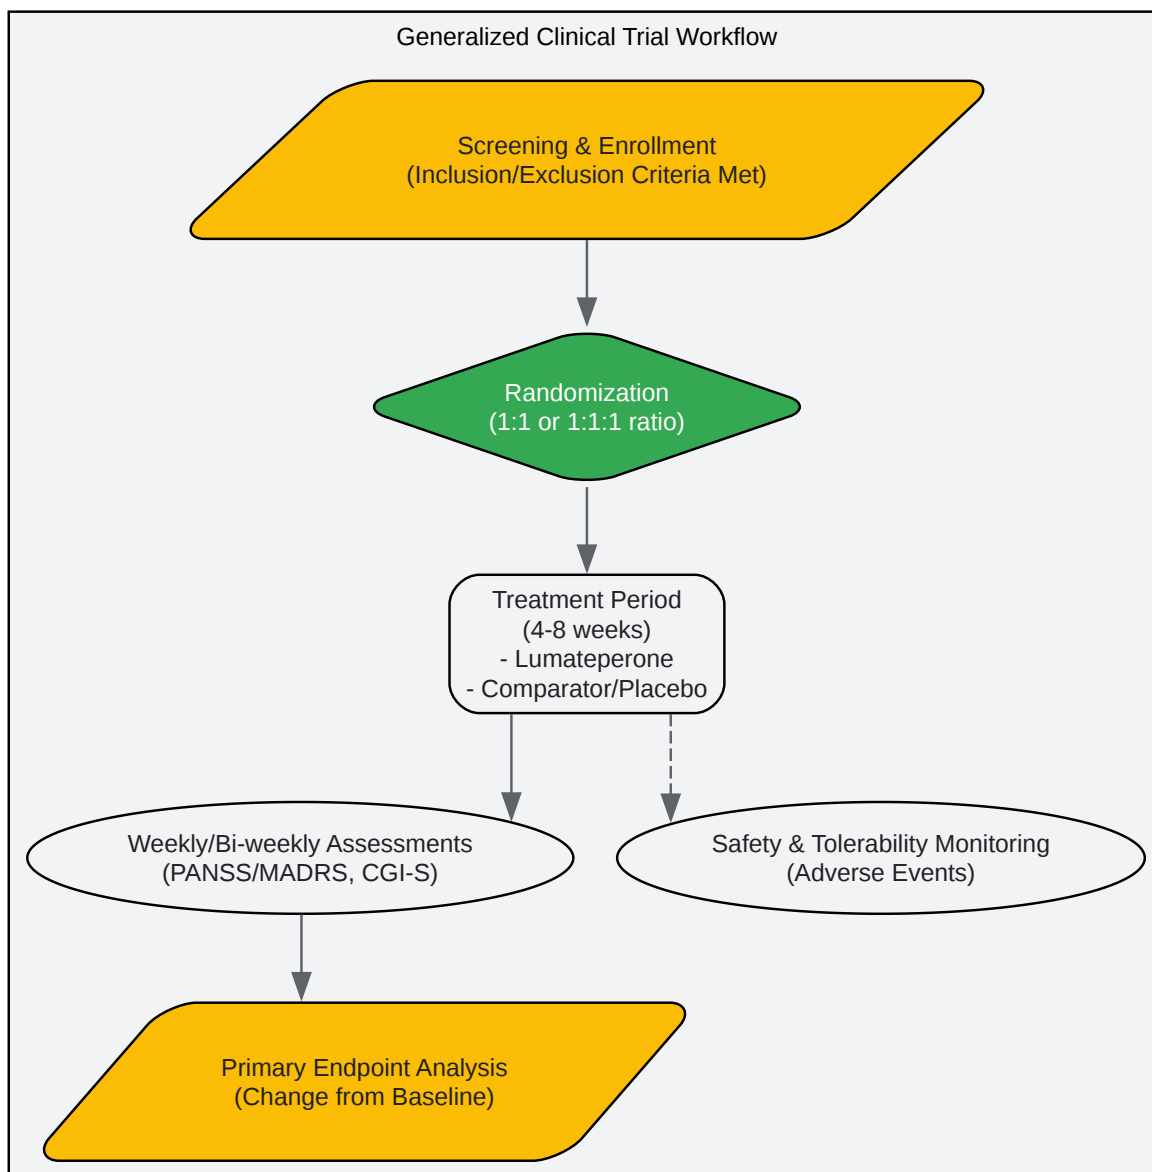 Generalized Clinical Trial Workflow
Screening & Enrollment
(Inclusion/Exclusion Criteria Met)
Randomization
(1:1 or 1:1:1 ratio)
Treatment Period
(4-8 weeks)
- Lumateperone
- Comparator/Placebo
Weekly/Bi-weekly Assessments
(PANSS/MADRS, CGI-S)
Safety & Tolerability Monitoring
(Adverse Events)
Primary Endpoint Analysis
(Change from Baseline)